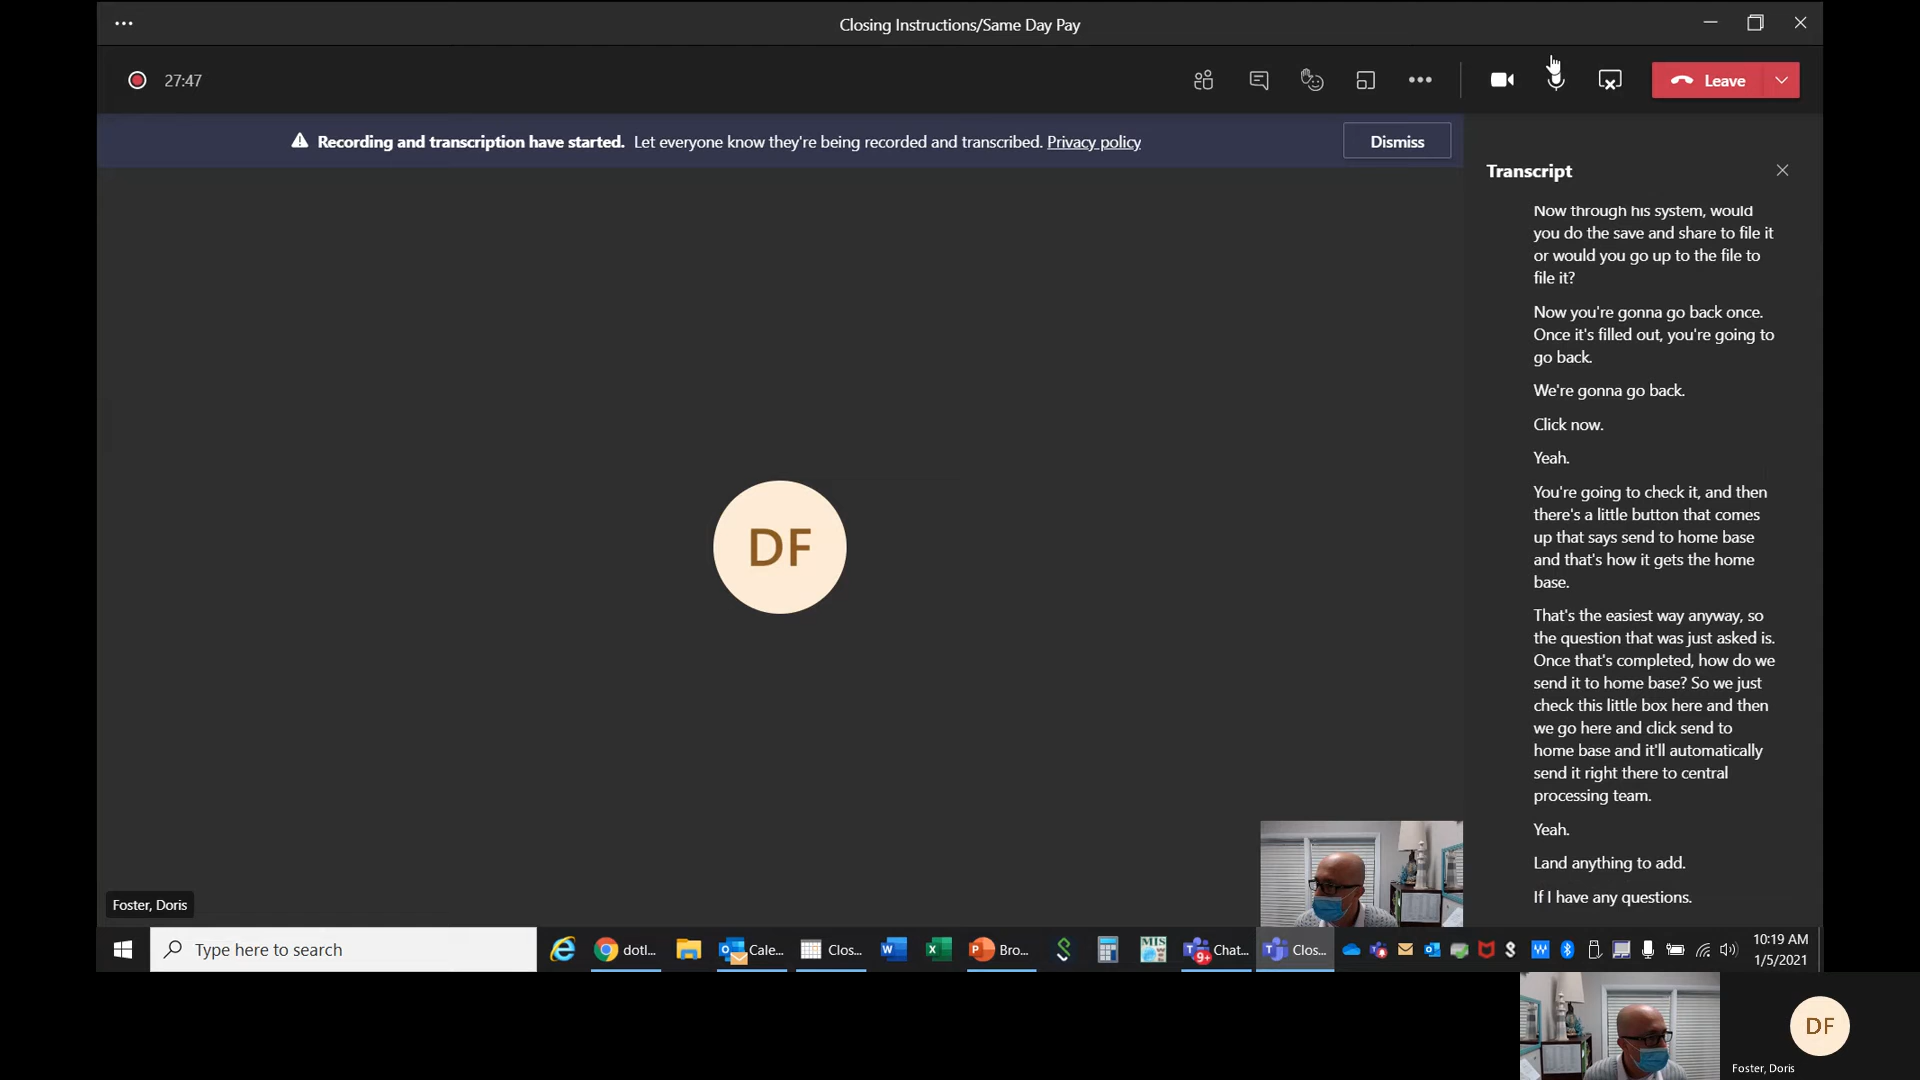 Closing Instructions/Same Day Pay
27:47
Leave
Recording and transcription have started. Let everyone know they're being recorded and transcribed. Privacy policy
Dismiss
Transcript
Now through his system, would
you do the save and share to file it
or would you go up to the file to
file it?
Now you're gonna go back once.
Once it's filled out, you're going to
go back.
We're gonna go back.
Click now.
Yeah.
You're going to check it, and then
there's a little button that comes
up that says send to home base
and that's how it gets the home
base.
That's the easiest way anyway, so
the question that was just asked is.
Once that's completed, how do we
send it to home base? So we just
check this little box here and then
we go here and click send to
home base and it'll automatically
send it right there to central
processing team.
Yeah.
Land anything to add.
If I have any questions.
DF
Foster, Doris
Type here to search
dotl...
Cale...
Clos...
Bro...
MIS
9+
Chat...
Clos...
10:19 AM
1/5/2021
DF
Foster, Doris